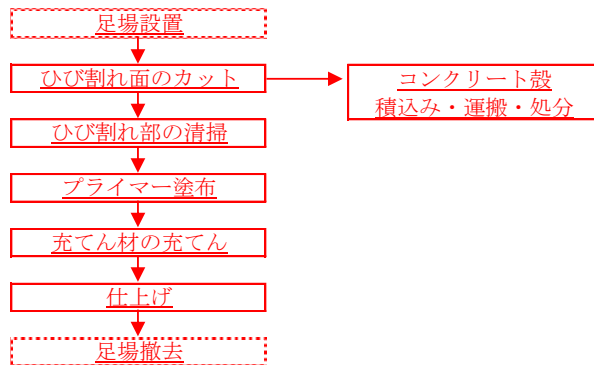 足場設置
ひび割れ面のカット
コンクリート殻
積込み・運搬・処分
ひび割れ部の清掃
プライマー塗布
充てん材の充てん
仕上げ
足場撤去